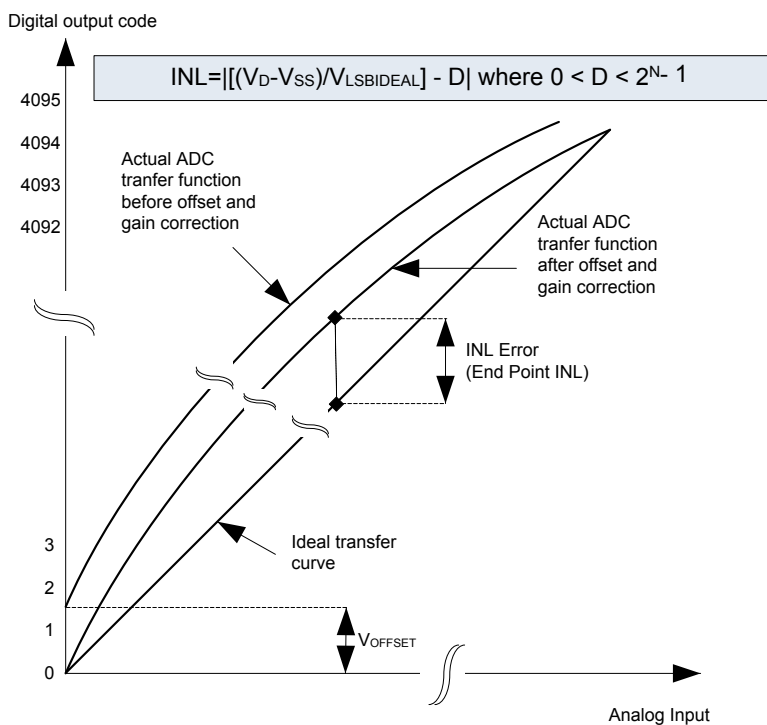 Digital output code
INL=|[(VD-VSS)/VLSBIDEAL] - D| where 0 < D < 2^N- 1
4095
4094
4093
4092
Actual ADC
tranfer function
before offset and
gain correction
Actual ADC
tranfer function
after offset and
gain correction
INL Error
(End Point INL)
Ideal transfer
curve
3
2
1
0
VOFFSET
Analog Input